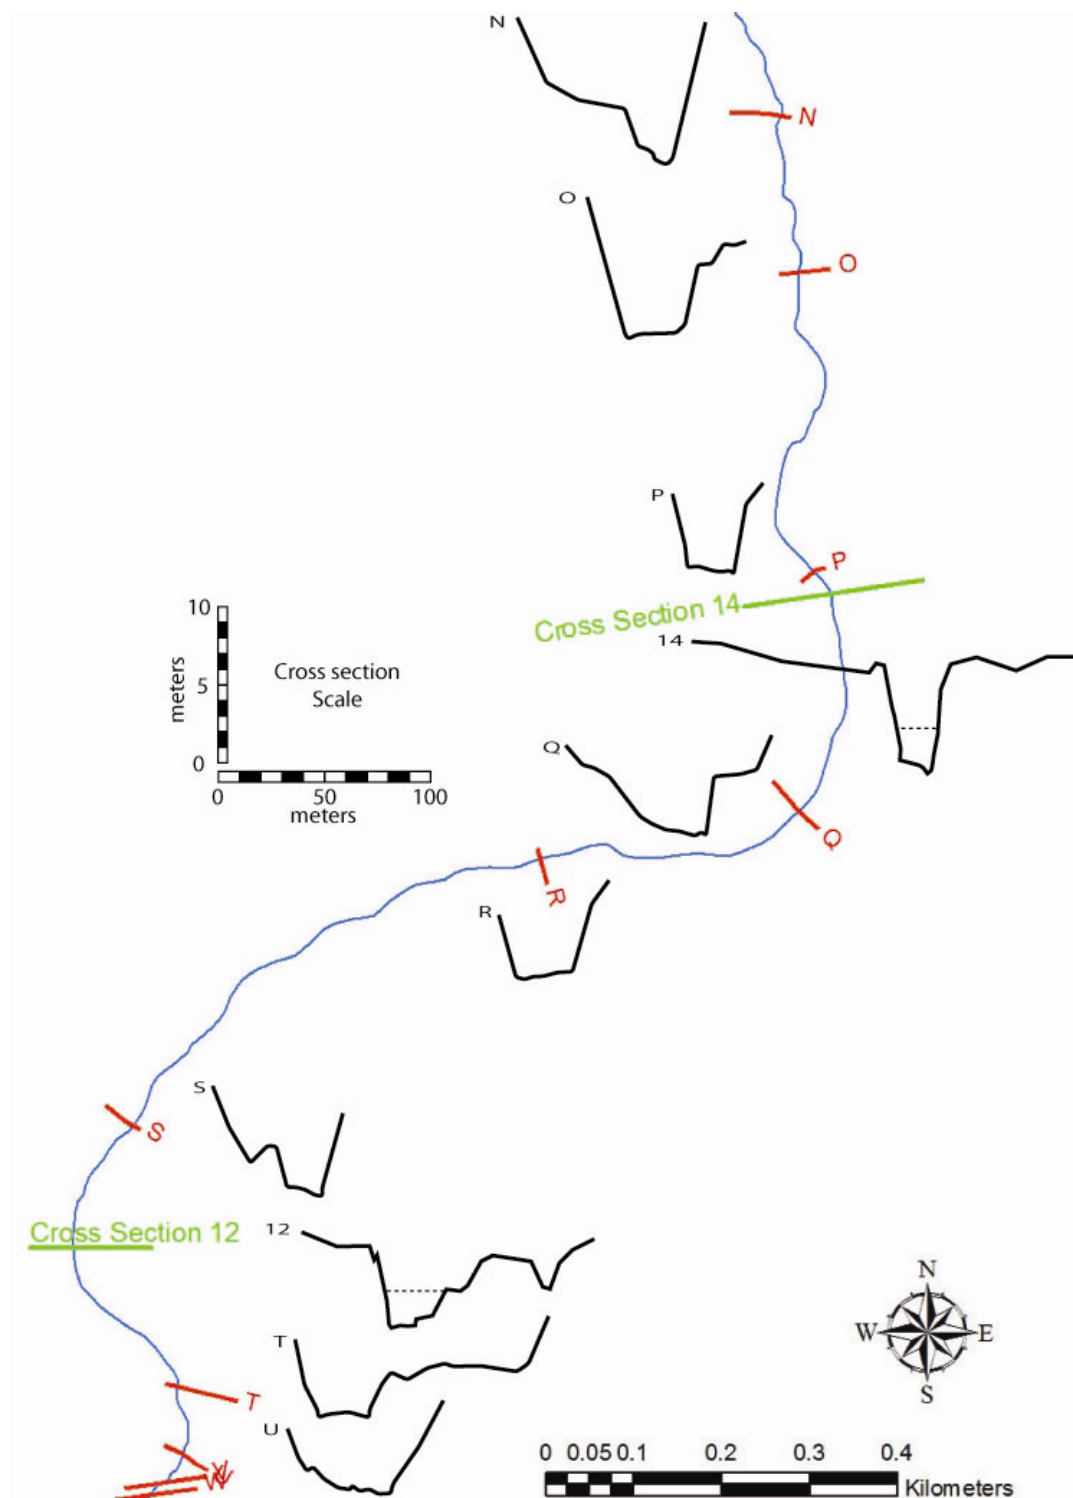 N
N
O
O
P
P
Cross Section 14
14
10
5
0
meters
Cross section
Scale
0 50 100
meters
Q
Q
R
R
S
S
Cross Section 12
12
T
T
U
N
W E
S
0 0.05 0.1 0.2 0.3 0.4
Kilometers